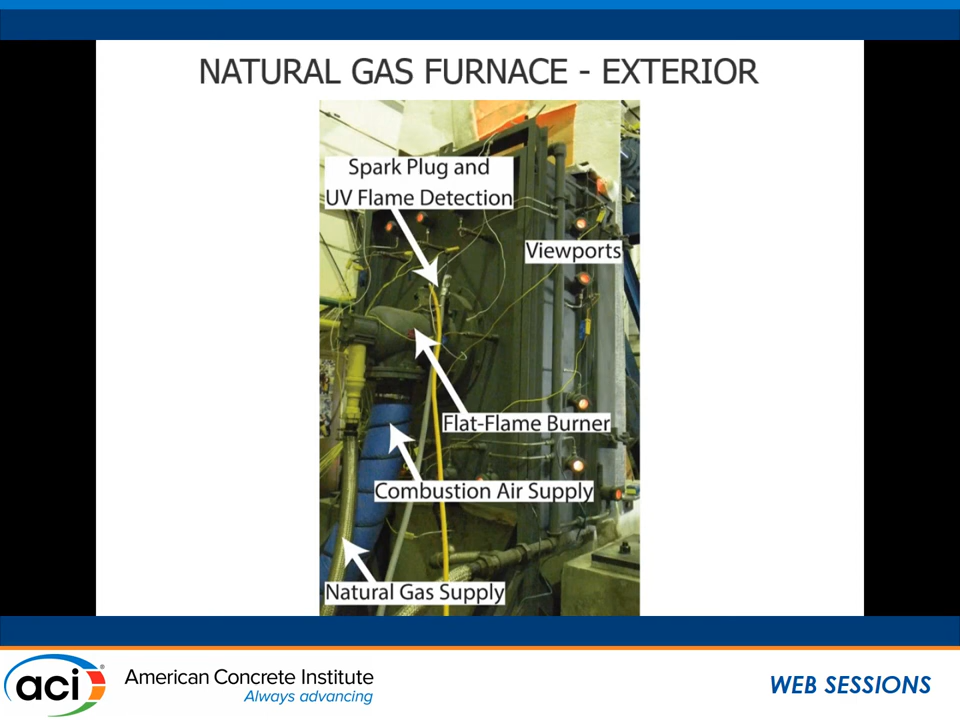 NATURAL GAS FURNACE - EXTERIOR
Spark Plug and
UV Flame Detection
Viewports
Flat-Flame Burner
Combustion Air Supply
Natural Gas Supply
aci
American Concrete Institute
Always advancing
WEB SESSIONS